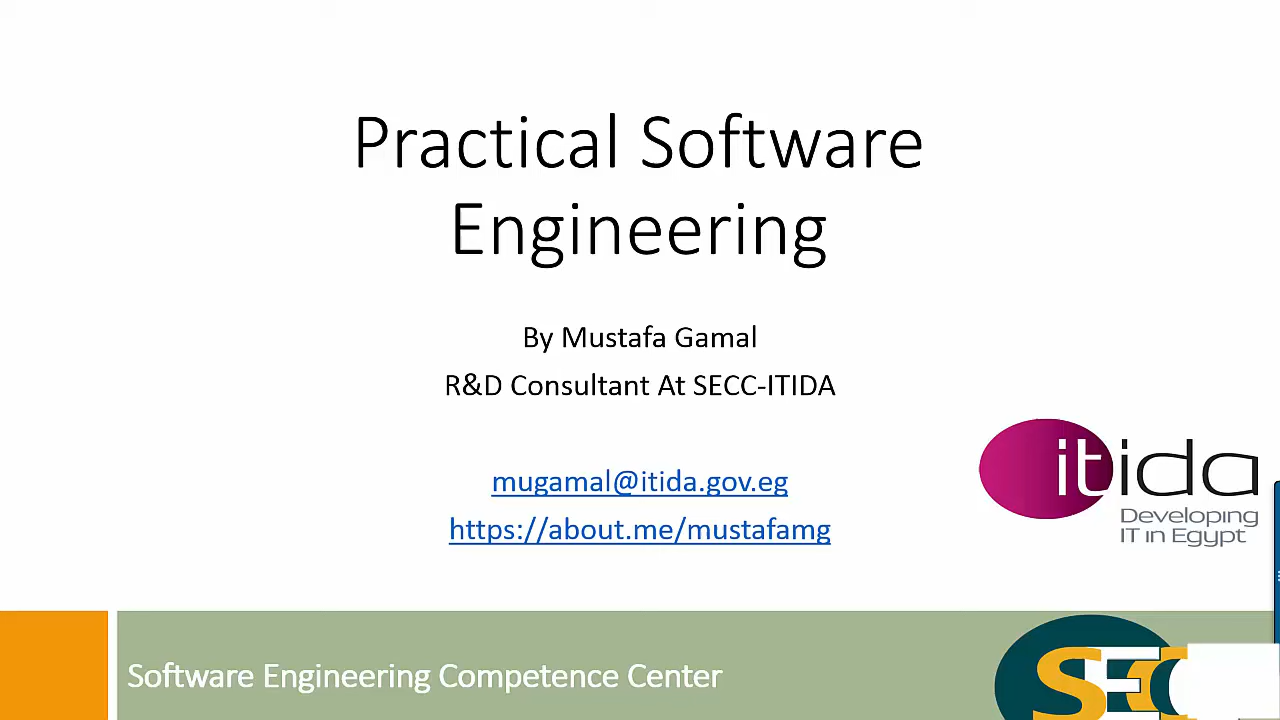 Practical Software
Engineering
By Mustafa Gamal
R&D Consultant At SECC-ITIDA
mugamal@itida.gov.eg
https://about.me/mustafamg
itida
Developing
IT in Egypt
Software Engineering Competence Center
SEC